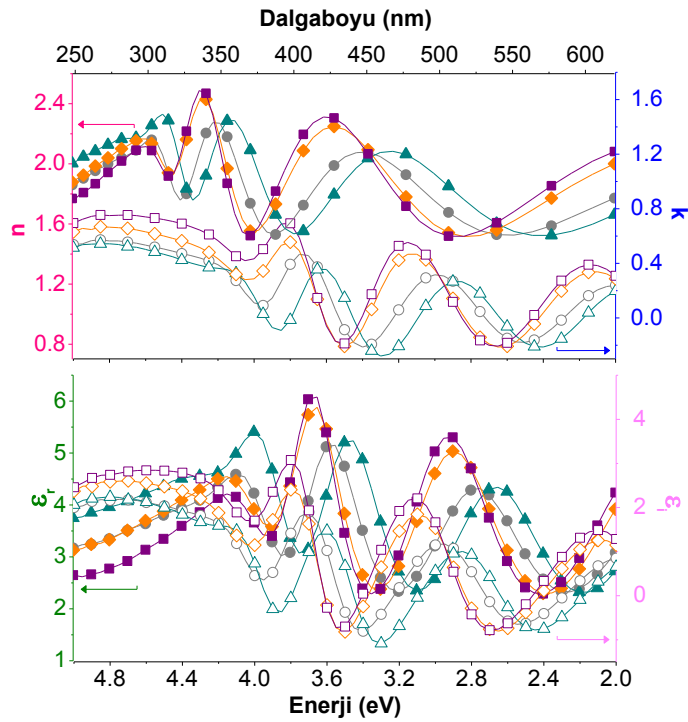 Dalgaboyu (nm)
250 300 350 400 450 500 550 600
2.4 2.0 1.6 1.2 0.8
n
1.6 1.2 0.8 0.4 0.0
k
6 5 4 3 2 1
εr
4 2 0
εi
4.8 4.4 4.0 3.6 3.2 2.8 2.4 2.0
Enerji (eV)